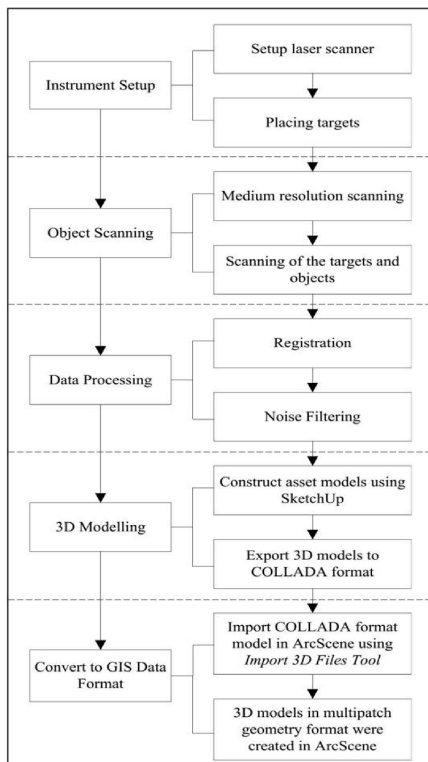 Setup laser scanner
Instrument Setup
Placing targets
Medium resolution scanning
Object Scanning
Scanning of the targets and
objects
Registration
Data Processing
Noise Filtering
Construct asset models using
SketchUp
3D Modelling
Export 3D models to
COLLADA format
Import COLLADA format
model in ArcScene using
Import 3D Files Tool
Convert to GIS Data
Format
3D models in multipatch
geometry format were
created in ArcScene